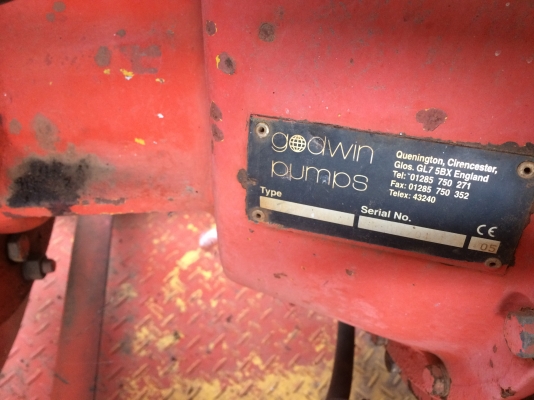 godwin
pumps
Quenington, Cirencester,
Glos. GL7 5BX England
Tel: 01285 750 271
Fax: 01285 750 352
Telex: 43240
Type
Serial No.
CE
05